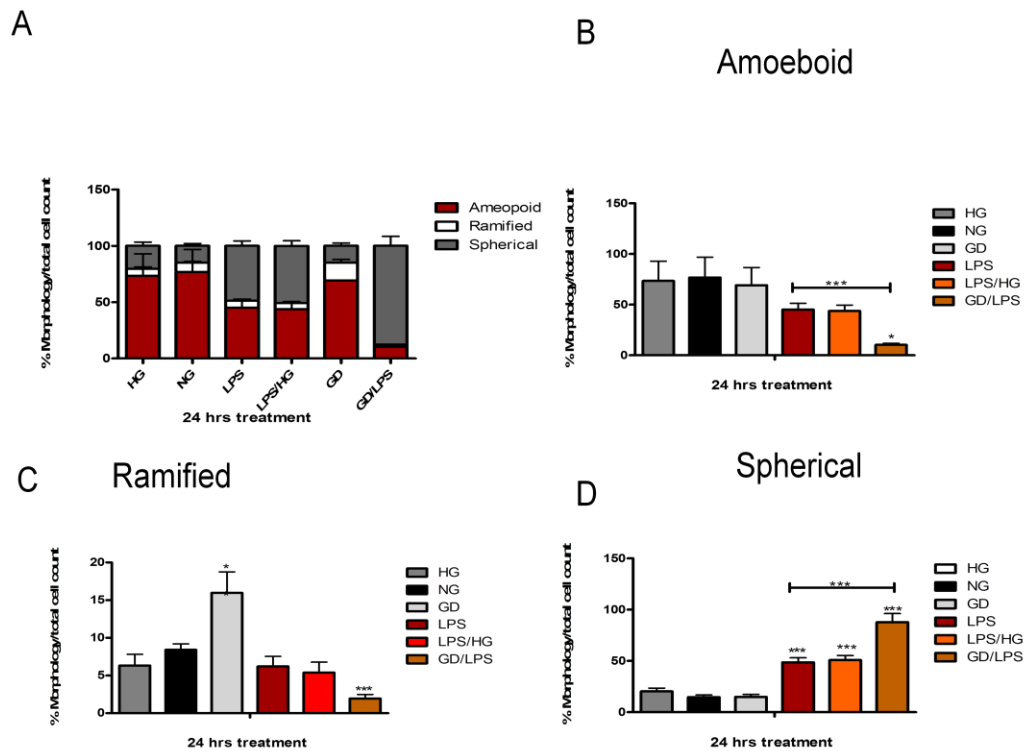 A
% Morphology/total cell count
150
100
50
0
HG
NG
LPS
LPS/HG
GD
GD/LPS
24 hrs treatment
Ameopoid
Ramified
Spherical
B
Amoeboid
% Morphology/total cell count
150
100
50
0
***
*
24 hrs treatment
HG
NG
GD
LPS
LPS/HG
GD/LPS
C
Ramified
% Morphology/total cell count
20
15
10
5
0
*
***
24 hrs treatment
HG
NG
GD
LPS
LPS/HG
GD/LPS
D
Spherical
% Morphology/total cell count
150
100
50
0
***
***
***
***
24 hrs treatment
HG
NG
GD
LPS
LPS/HG
GD/LPS